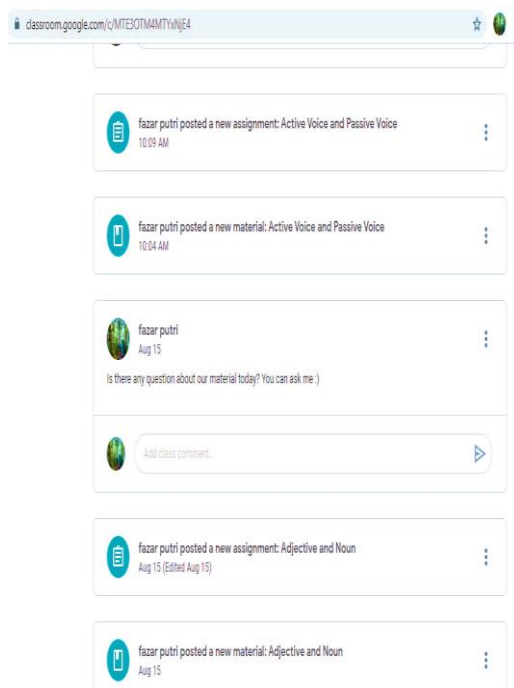 classroom.google.com/c/MTE3OTM4MTYxNjE4
fazar putri posted a new assignment: Active Voice and Passive Voice
10:09 AM
fazar putri posted a new material: Active Voice and Passive Voice
10:04 AM
fazar putri
Aug 15
Is there any question about our material today? You can ask me :)
Add class comment...
fazar putri posted a new assignment: Adjective and Noun
Aug 15 (Edited Aug 15)
fazar putri posted a new material: Adjective and Noun
Aug 15